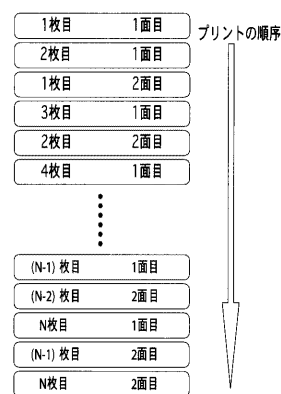 プリントの順序
1枚目 1面目
2枚目 1面目
1枚目 2面目
3枚目 1面目
2枚目 2面目
4枚目 1面目
(N-1) 枚目 1面目
(N-2) 枚目 2面目
N枚目 1面目
(N-1) 枚目 2面目
N枚目 2面目